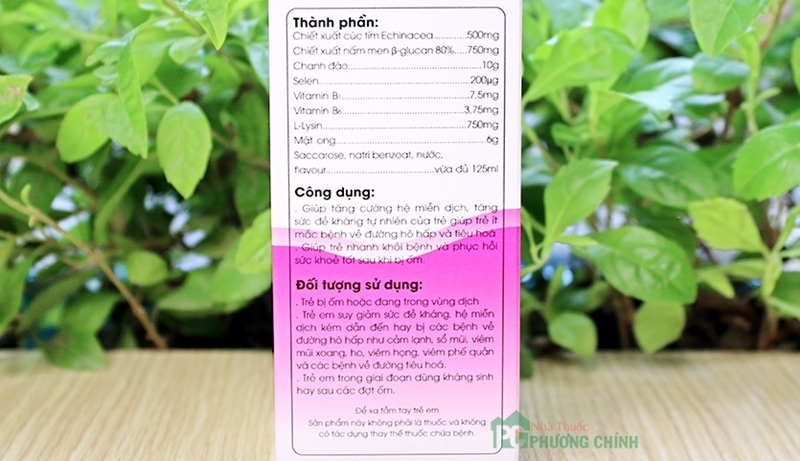 Thành phần:
Chiết xuất cúc tím Echinacea..........500mg
Chiết xuất nấm men β-glucan 80%.....750mg
Chanh đào..........10g
Selen..........200µg
Vitamin B₁..........7,5mg
Vitamin B₆..........3,75mg
L-Lysin..........750mg
Mật ong..........6g
Saccarose, natri benzoat, nước,
flavour..........vừa đủ 125ml
Công dụng:
. Giúp tăng cường hệ miễn dịch, tăng
sức đề kháng tự nhiên của trẻ giúp trẻ ít
mắc bệnh về đường hô hấp và tiêu hoá
. Giúp trẻ nhanh khỏi bệnh và phục hồi
sức khoẻ tốt sau khi bị ốm.
Đối tượng sử dụng:
. Trẻ bị ốm hoặc đang trong vùng dịch
. Trẻ em suy giảm sức đề kháng, hệ miễn
dịch kém dẫn đến hay bị các bệnh về
đường hô hấp như cảm lạnh, sổ mũi, viêm
mũi xoang, ho, viêm họng, viêm phế quản
và các bệnh về đường tiêu hoá.
. Trẻ em trong giai đoạn dùng kháng sinh
hay sau các đợt ốm.
Để xa tầm tay trẻ em
Sản phẩm này không phải là thuốc và không
có tác dụng thay thế thuốc chữa bệnh.
PC Nhà Thuốc
PHƯƠNG CHÍNH